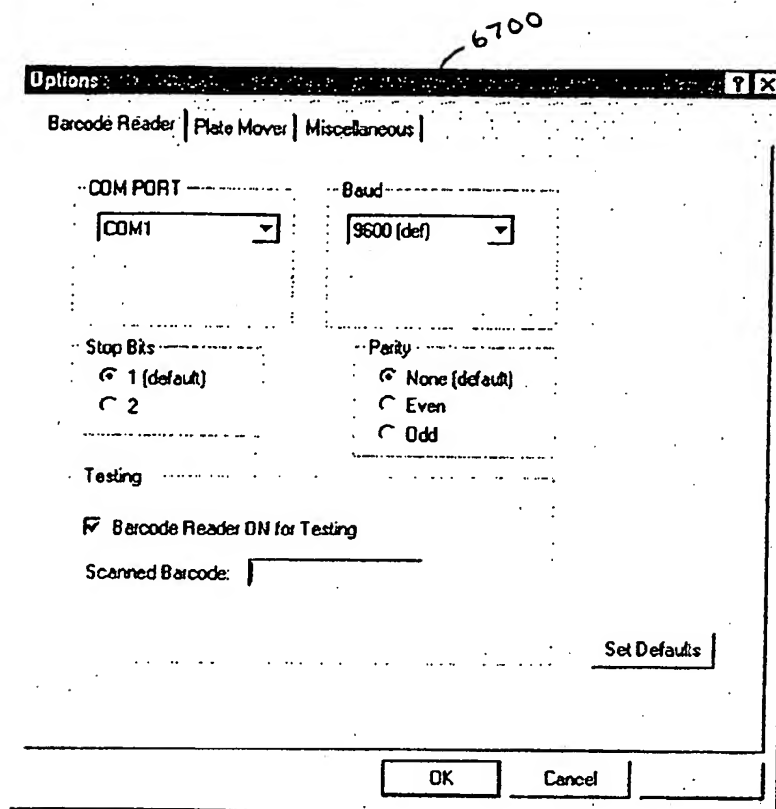 6700
Options ? X
Barcode Reader Plate Mover Miscellaneous
COM PORT Baud
COM1 9600 (def)
Stop Bits Parity
1 (default) None (default)
2 Even
Odd
Testing
Barcode Reader ON for Testing
Scanned Barcode:
Set Defaults
OK Cancel